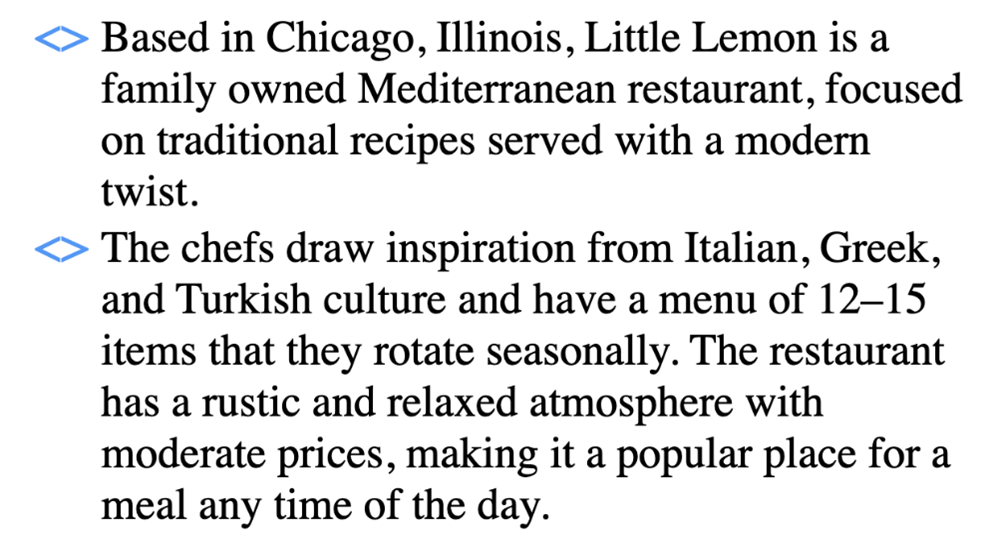 <> Based in Chicago, Illinois, Little Lemon is a
family owned Mediterranean restaurant, focused
on traditional recipes served with a modern
twist.
<> The chefs draw inspiration from Italian, Greek,
and Turkish culture and have a menu of 12–15
items that they rotate seasonally. The restaurant
has a rustic and relaxed atmosphere with
moderate prices, making it a popular place for a
meal any time of the day.